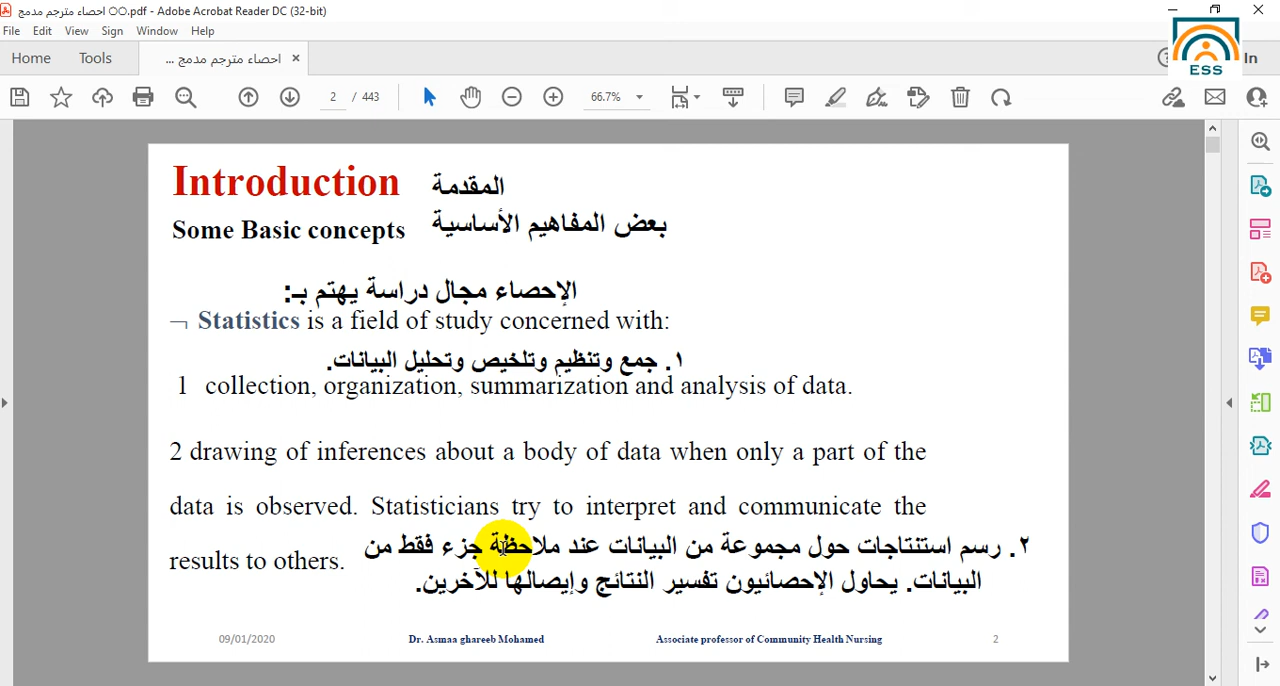 احصاء مترجم مدمج ○○.pdf - Adobe Acrobat Reader DC (32-bit)
File Edit View Sign Window Help
Home Tools احصاء مترجم مدمج ... × In
ESS
2 / 443 66.7%
Introduction المقدمة
Some Basic concepts بعض المفاهيم الأساسية
الإحصاء مجال دراسة يهتم بـ:
¬ Statistics is a field of study concerned with:
١. جمع وتنظيم وتلخيص وتحليل البيانات.
1 collection, organization, summarization and analysis of data.
2 drawing of inferences about a body of data when only a part of the
data is observed. Statisticians try to interpret and communicate the
results to others.
٢. رسم استنتاجات حول مجموعة من البيانات عند ملاحظة جزء فقط من
البيانات. يحاول الإحصائيون تفسير النتائج وإيصالها للآخرين.
09/01/2020 Dr. Asmaa ghareeb Mohamed Associate professor of Community Health Nursing 2